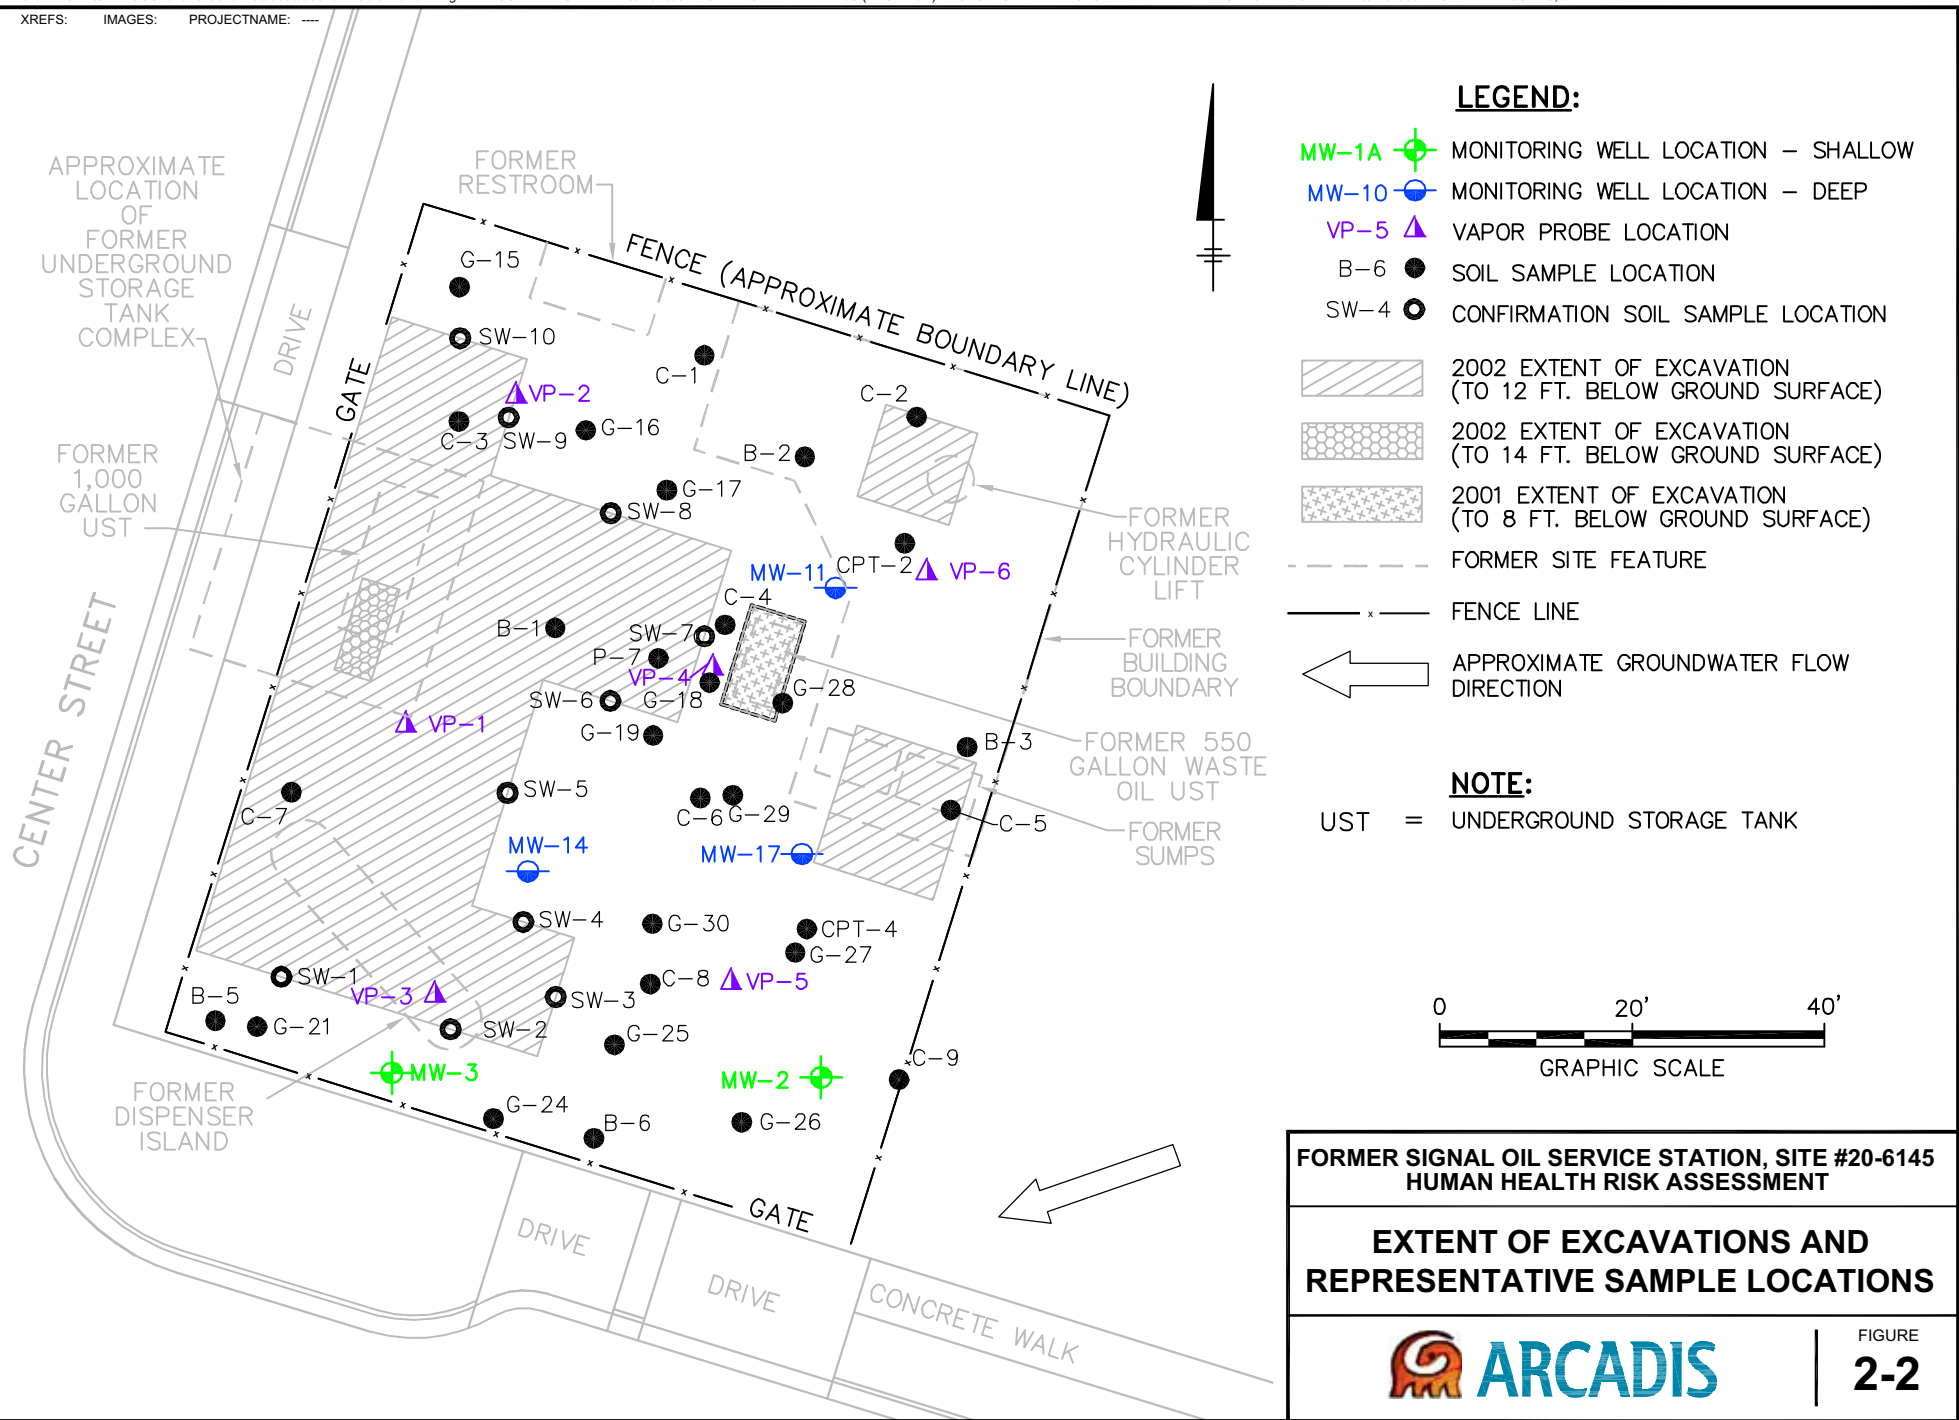 XREFS: IMAGES: PROJECTNAME: ----
APPROXIMATE
LOCATION
OF
FORMER
UNDERGROUND
STORAGE
TANK
COMPLEX
FORMER
RESTROOM
DRIVE
GATE
FENCE (APPROXIMATE BOUNDARY LINE)
G-15
SW-10
C-1
VP-2
C-3
SW-9
G-16
C-2
B-2
G-17
SW-8
FORMER
1,000
GALLON
UST
FORMER
HYDRAULIC
CYLINDER
LIFT
MW-11
CPT-2
VP-6
C-4
B-1
SW-7
P-7
VP-4
SW-6
G-18
G-28
G-19
VP-1
FORMER
BUILDING
BOUNDARY
B-3
FORMER 550
GALLON WASTE
OIL UST
CENTER STREET
C-7
SW-5
C-6
G-29
C-5
FORMER
SUMPS
MW-14
MW-17
SW-4
G-30
CPT-4
G-27
SW-1
VP-3
SW-3
C-8
VP-5
B-5
G-21
SW-2
G-25
C-9
MW-3
MW-2
FORMER
DISPENSER
ISLAND
G-24
B-6
G-26
GATE
DRIVE
DRIVE
CONCRETE WALK
LEGEND:
MW-1A MONITORING WELL LOCATION - SHALLOW
MW-10 MONITORING WELL LOCATION - DEEP
VP-5 VAPOR PROBE LOCATION
B-6 SOIL SAMPLE LOCATION
SW-4 CONFIRMATION SOIL SAMPLE LOCATION
2002 EXTENT OF EXCAVATION
(TO 12 FT. BELOW GROUND SURFACE)
2002 EXTENT OF EXCAVATION
(TO 14 FT. BELOW GROUND SURFACE)
2001 EXTENT OF EXCAVATION
(TO 8 FT. BELOW GROUND SURFACE)
FORMER SITE FEATURE
x FENCE LINE
APPROXIMATE GROUNDWATER FLOW
DIRECTION
NOTE:
UST = UNDERGROUND STORAGE TANK
0 20' 40'
GRAPHIC SCALE
FORMER SIGNAL OIL SERVICE STATION, SITE #20-6145
HUMAN HEALTH RISK ASSESSMENT
EXTENT OF EXCAVATIONS AND
REPRESENTATIVE SAMPLE LOCATIONS
ARCADIS
FIGURE
2-2